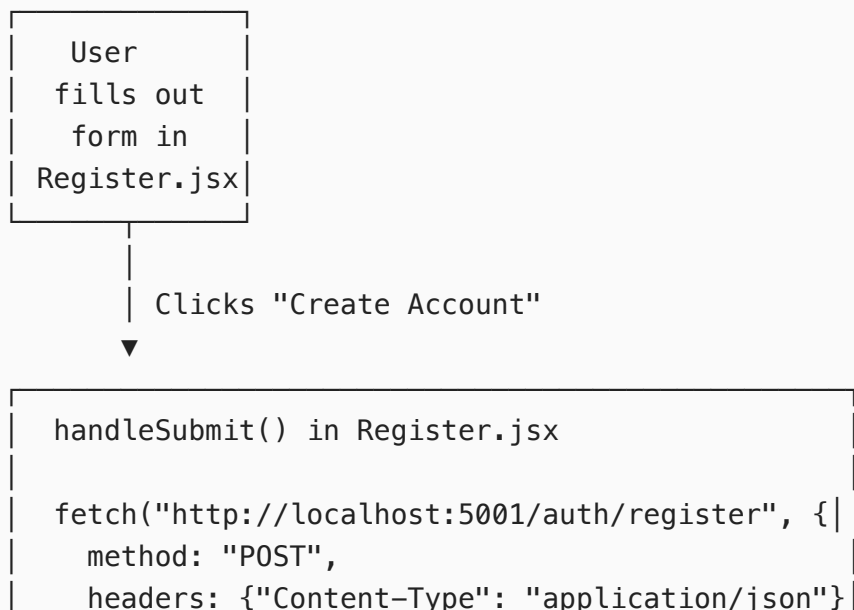 User
fills out
form in
Register.jsx
Clicks "Create Account"
handleSubmit() in Register.jsx
fetch("http://localhost:5001/auth/register", {
method: "POST",
headers: {"Content-Type": "application/json"}